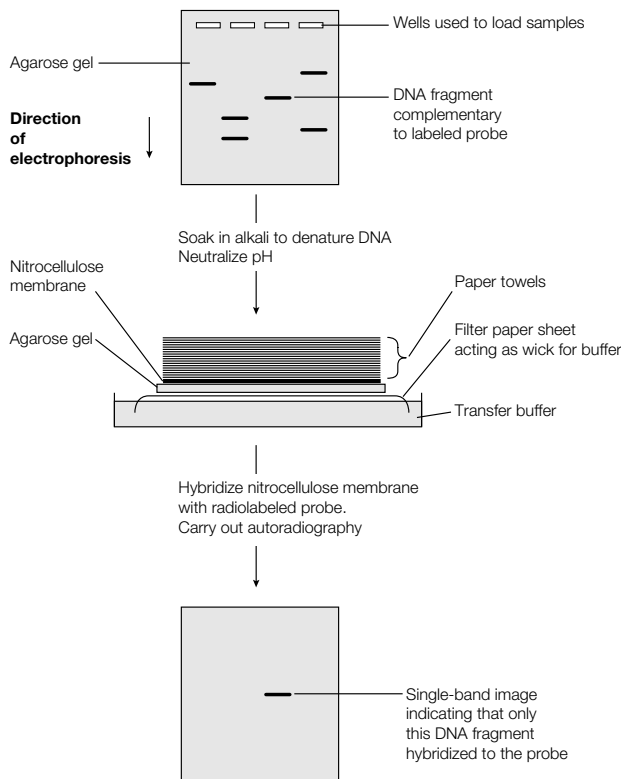 Wells used to load samples
Agarose gel
DNA fragment
complementary
to labeled probe
Direction
of
electrophoresis
Soak in alkali to denature DNA
Neutralize pH
Nitrocellulose
membrane
Paper towels
Filter paper sheet
acting as wick for buffer
Agarose gel
Transfer buffer
Hybridize nitrocellulose membrane
with radiolabeled probe.
Carry out autoradiography
Single-band image
indicating that only
this DNA fragment
hybridized to the probe